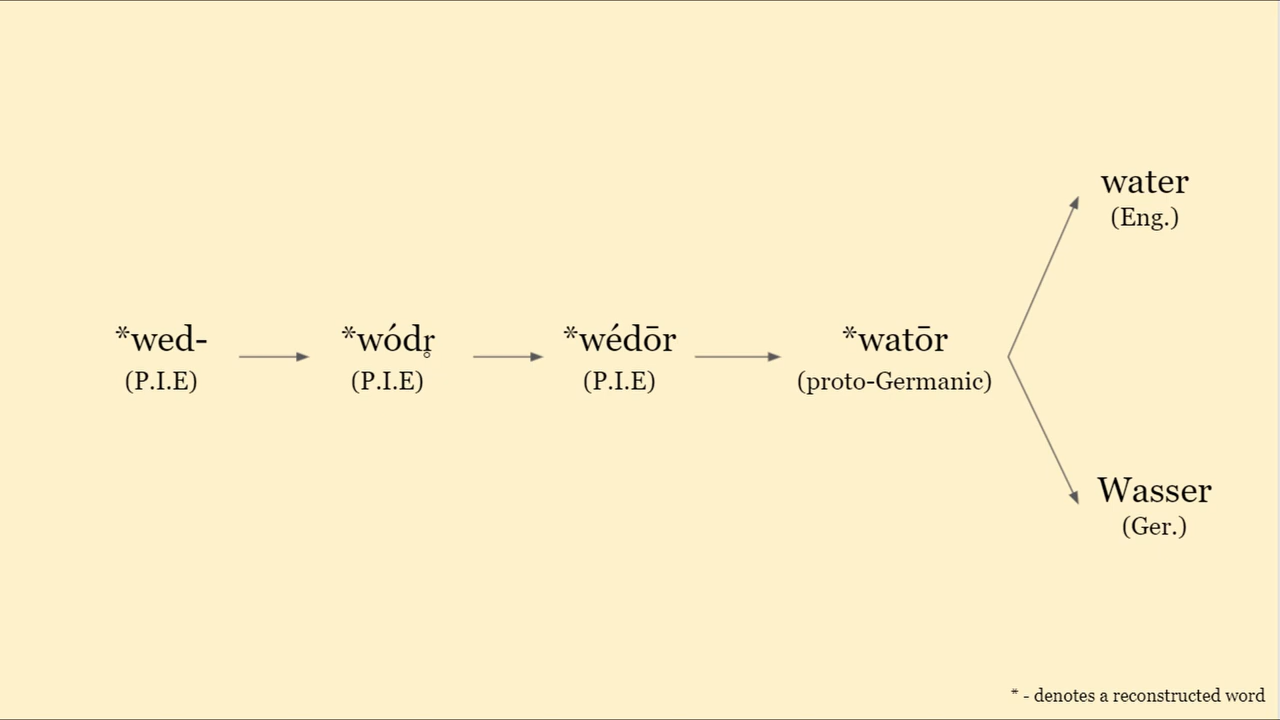 water
(Eng.)
*wed-
(P.I.E)
*wódr̥
(P.I.E)
*wédōr
(P.I.E)
*watōr
(proto-Germanic)
Wasser
(Ger.)
* - denotes a reconstructed word